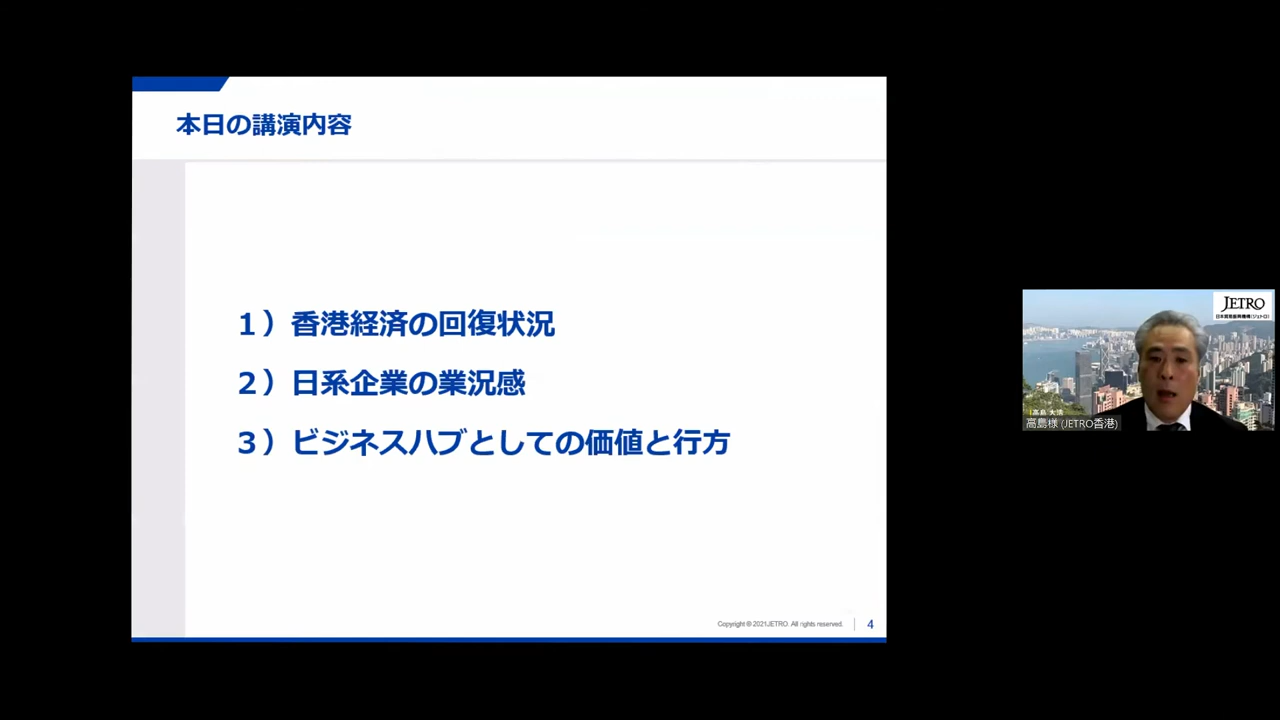 本日の講演内容
１）香港経済の回復状況
２）日系企業の業況感
３）ビジネスハブとしての価値と行方
Copyright © 2021JETRO. All rights reserved.
4
JETRO
日本貿易振興機構(ジェトロ)
高島様 (JETRO香港)